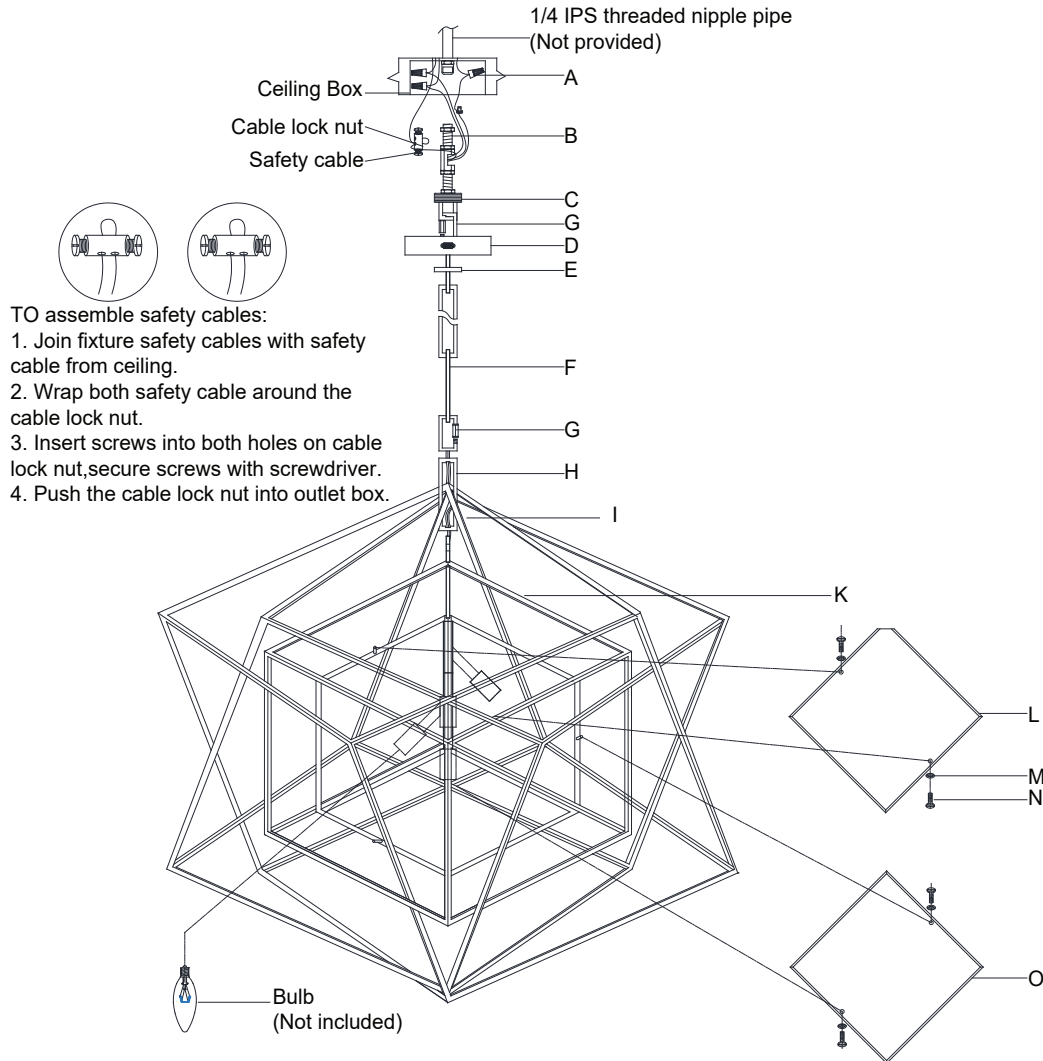 1/4 IPS threaded nipple pipe
(Not provided)
A
Ceiling Box
Cable lock nut
B
Safety cable
C
G
D
E
TO assemble safety cables:
1. Join fixture safety cables with safety
cable from ceiling.
2. Wrap both safety cable around the
cable lock nut.
3. Insert screws into both holes on cable
lock nut,secure screws with screwdriver.
4. Push the cable lock nut into outlet box.
F
G
H
I
K
L
M
N
O
Bulb
(Not included)